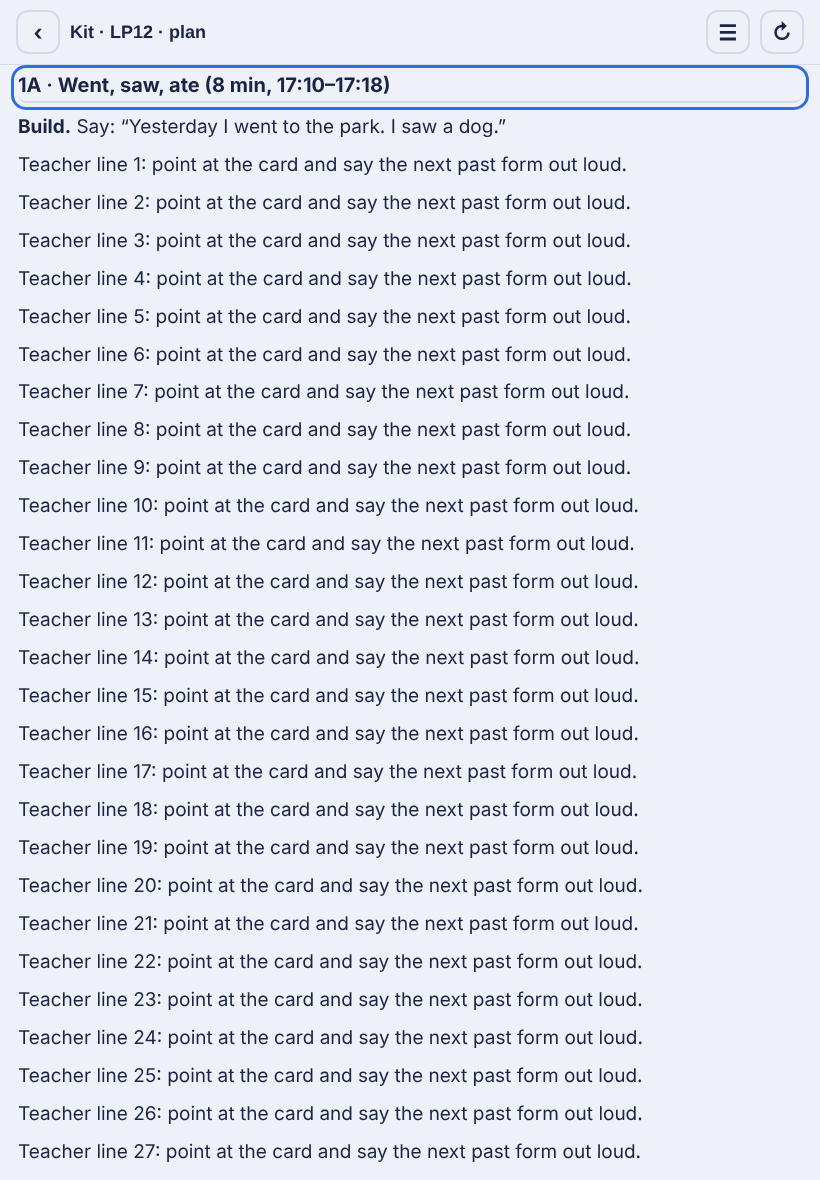 Kit · LP12 · plan
1A · Went, saw, ate (8 min, 17:10–17:18)
Build. Say: “Yesterday I went to the park. I saw a dog.”
Teacher line 1: point at the card and say the next past form out loud.
Teacher line 2: point at the card and say the next past form out loud.
Teacher line 3: point at the card and say the next past form out loud.
Teacher line 4: point at the card and say the next past form out loud.
Teacher line 5: point at the card and say the next past form out loud.
Teacher line 6: point at the card and say the next past form out loud.
Teacher line 7: point at the card and say the next past form out loud.
Teacher line 8: point at the card and say the next past form out loud.
Teacher line 9: point at the card and say the next past form out loud.
Teacher line 10: point at the card and say the next past form out loud.
Teacher line 11: point at the card and say the next past form out loud.
Teacher line 12: point at the card and say the next past form out loud.
Teacher line 13: point at the card and say the next past form out loud.
Teacher line 14: point at the card and say the next past form out loud.
Teacher line 15: point at the card and say the next past form out loud.
Teacher line 16: point at the card and say the next past form out loud.
Teacher line 17: point at the card and say the next past form out loud.
Teacher line 18: point at the card and say the next past form out loud.
Teacher line 19: point at the card and say the next past form out loud.
Teacher line 20: point at the card and say the next past form out loud.
Teacher line 21: point at the card and say the next past form out loud.
Teacher line 22: point at the card and say the next past form out loud.
Teacher line 23: point at the card and say the next past form out loud.
Teacher line 24: point at the card and say the next past form out loud.
Teacher line 25: point at the card and say the next past form out loud.
Teacher line 26: point at the card and say the next past form out loud.
Teacher line 27: point at the card and say the next past form out loud.